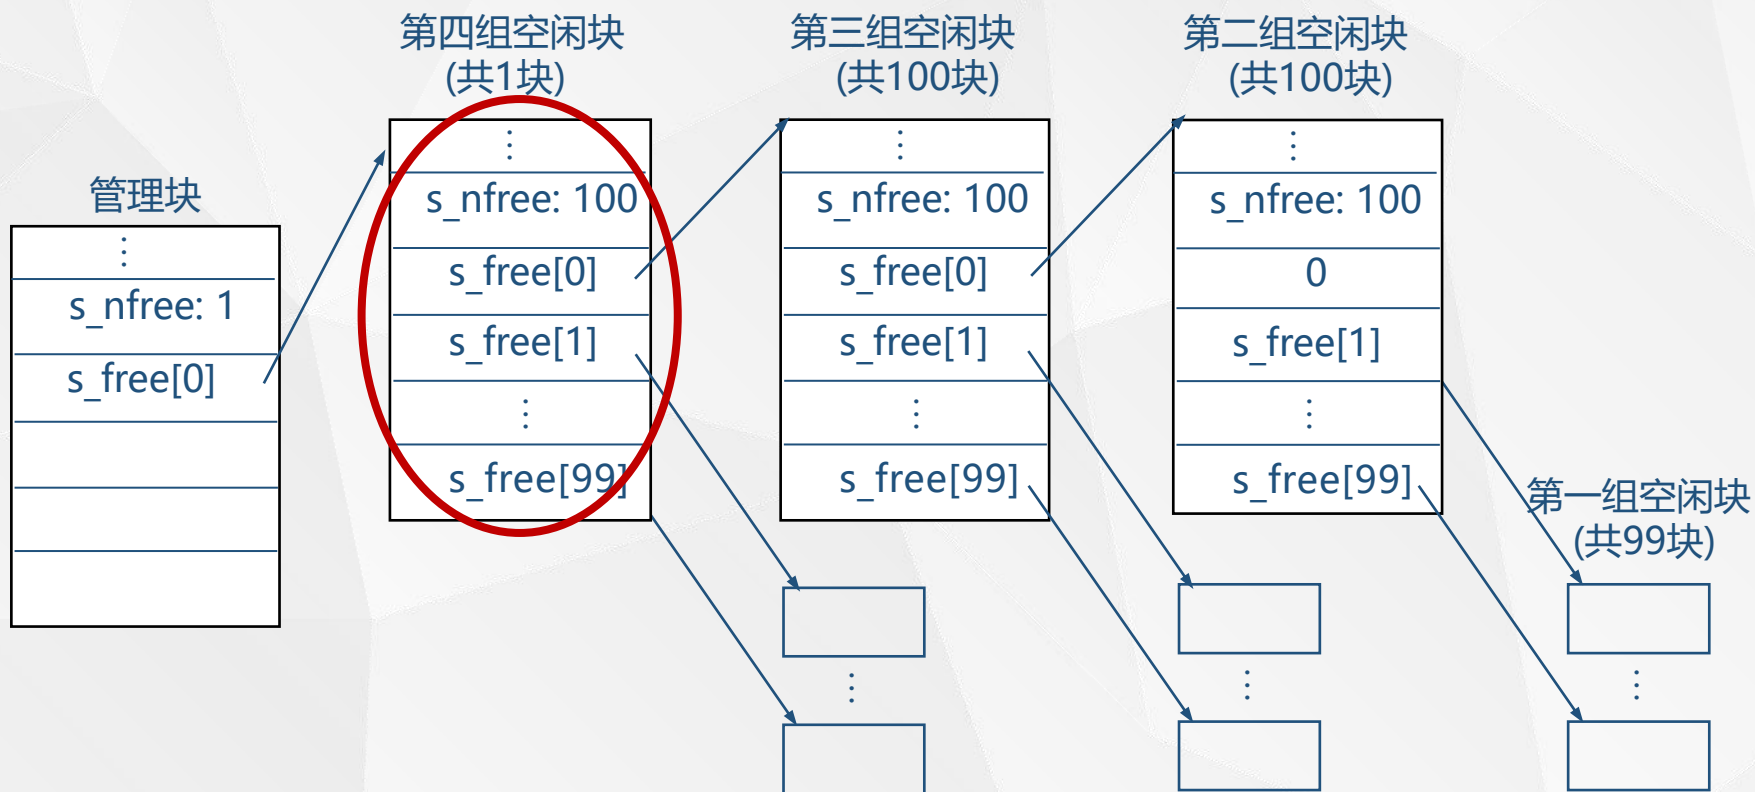 第四组空闲块
(共1块)
第三组空闲块
(共100块)
第二组空闲块
(共100块)
管理块
⋮
s_nfree: 1
s_free[0]
⋮
s_nfree: 100
s_free[0]
s_free[1]
⋮
s_free[99]
⋮
s_nfree: 100
s_free[0]
s_free[1]
⋮
s_free[99]
⋮
s_nfree: 100
0
s_free[1]
⋮
s_free[99]
第一组空闲块
(共99块)
⋮
⋮
⋮